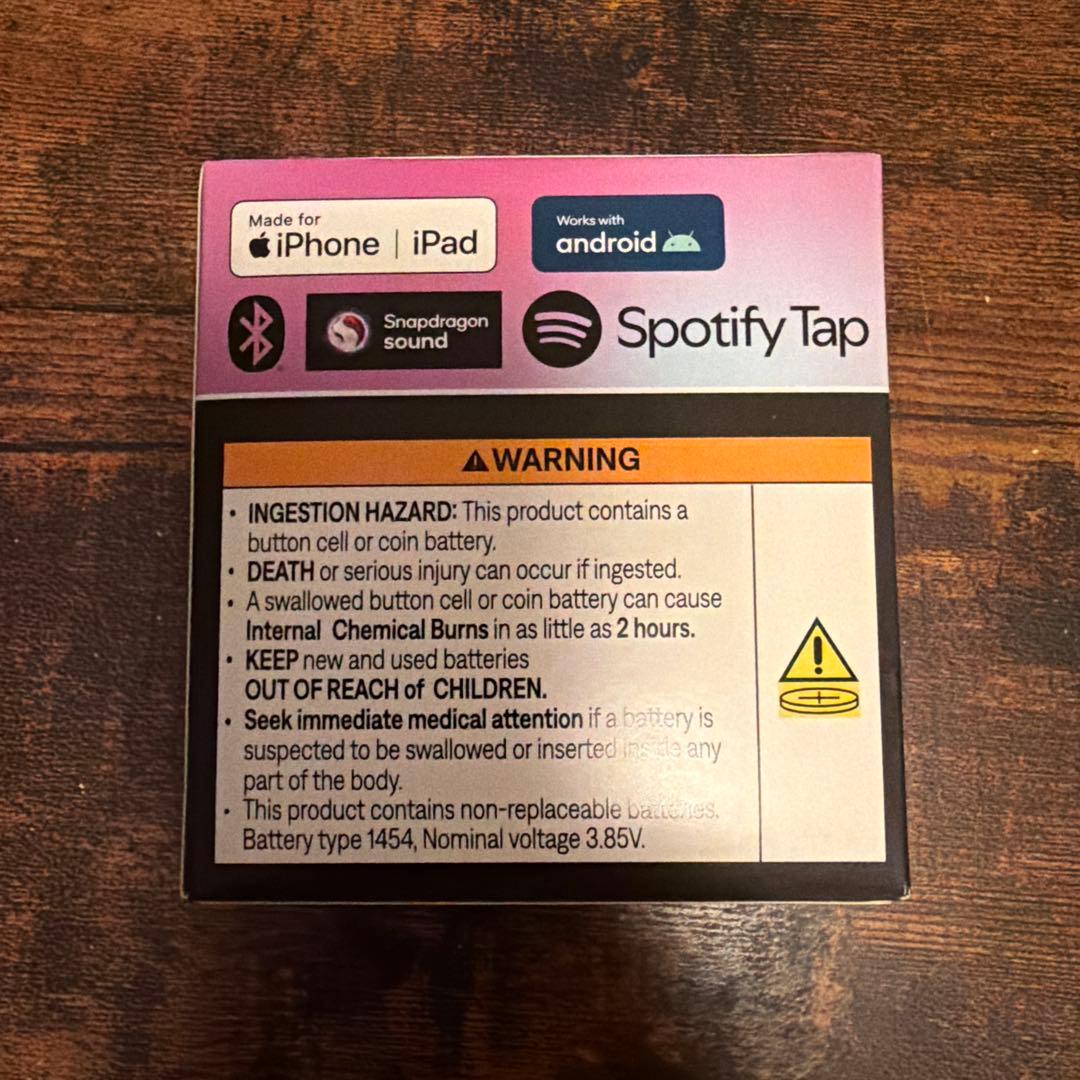 Made for
iPhone | iPad
Works with
android
Snapdragon
sound
Spotify Tap
WARNING
• INGESTION HAZARD: This product contains a
button cell or coin battery.
• DEATH or serious injury can occur if ingested.
• A swallowed button cell or coin battery can cause
Internal Chemical Burns in as little as 2 hours.
• KEEP new and used batteries
OUT OF REACH of CHILDREN.
• Seek immediate medical attention if a battery is
suspected to be swallowed or inserted inside any
part of the body.
• This product contains non-replaceable batteries.
Battery type 1454, Nominal voltage 3.85V.